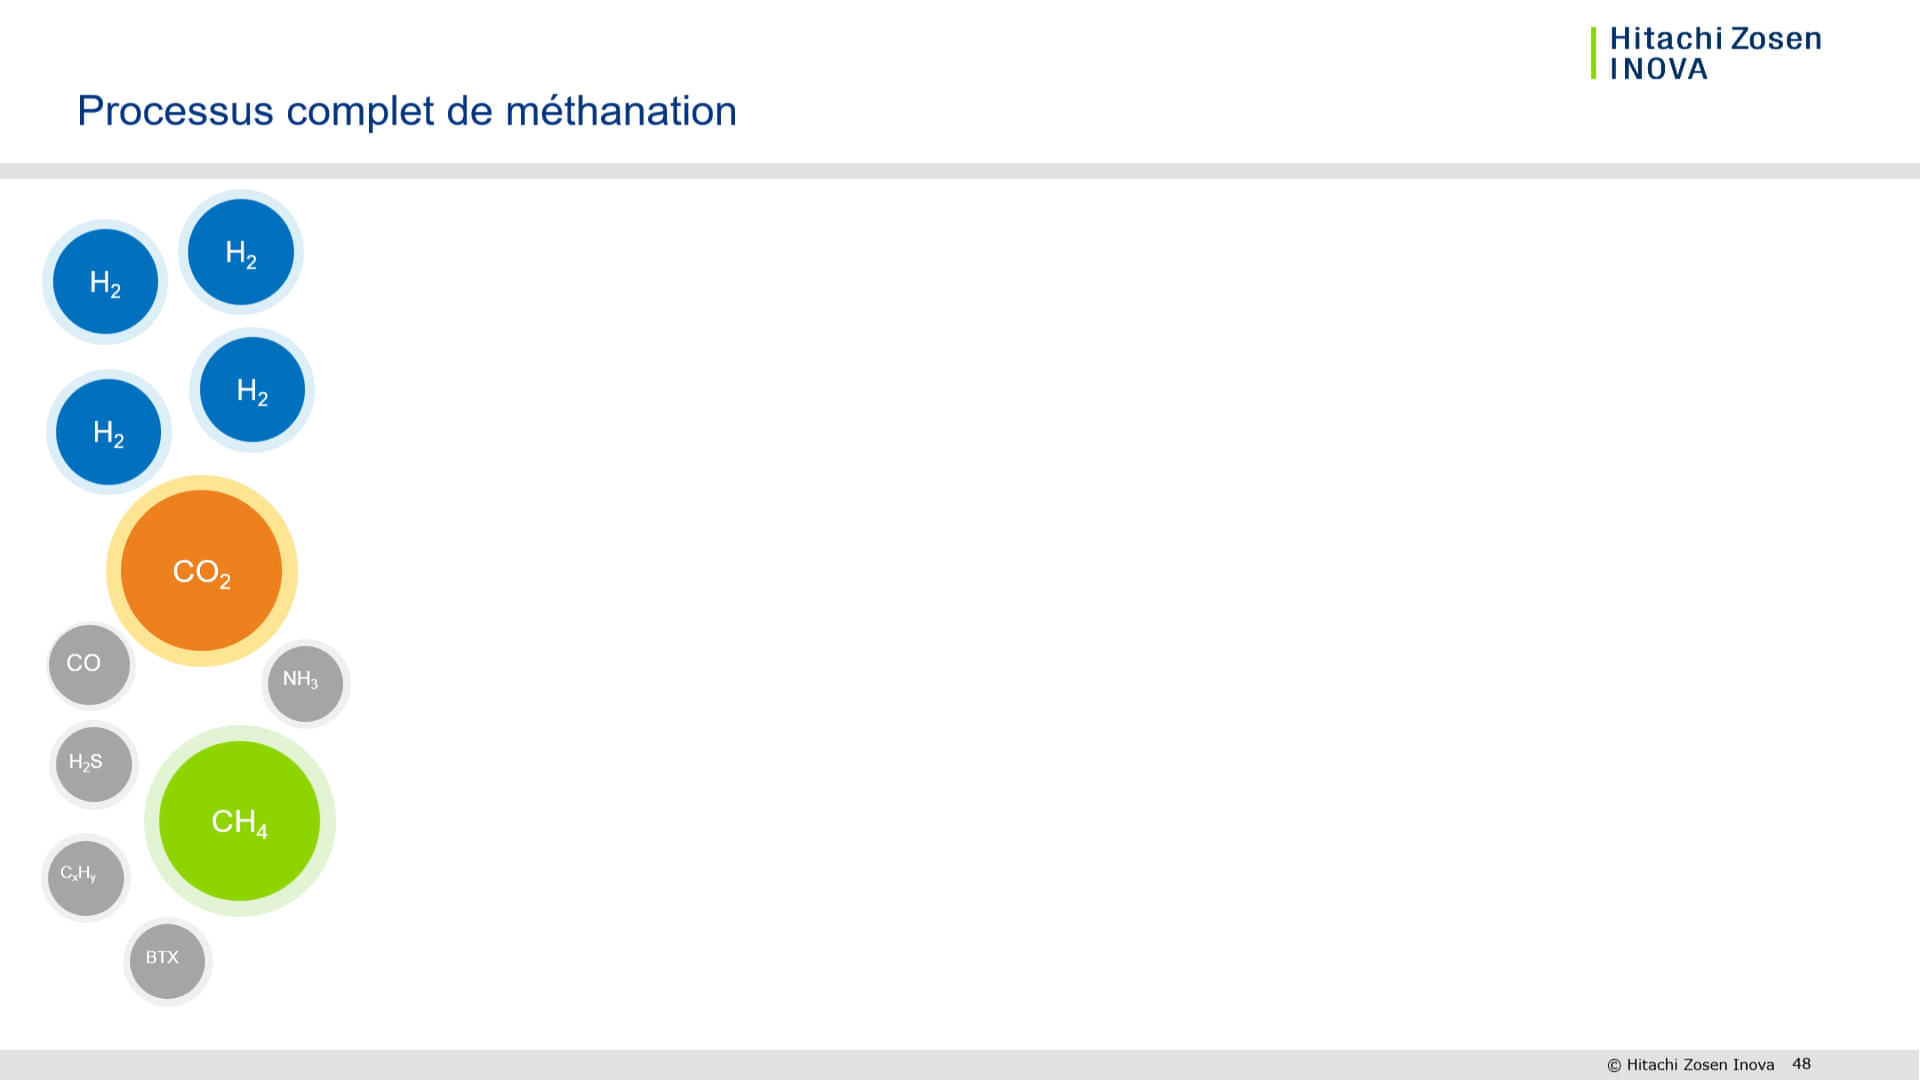 Hitachi Zosen
INOVA
Processus complet de méthanation
H₂
H₂
H₂
H₂
CO₂
CO
NH₃
H₂S
CH₄
CₓHᵧ
BTX
© Hitachi Zosen Inova 48